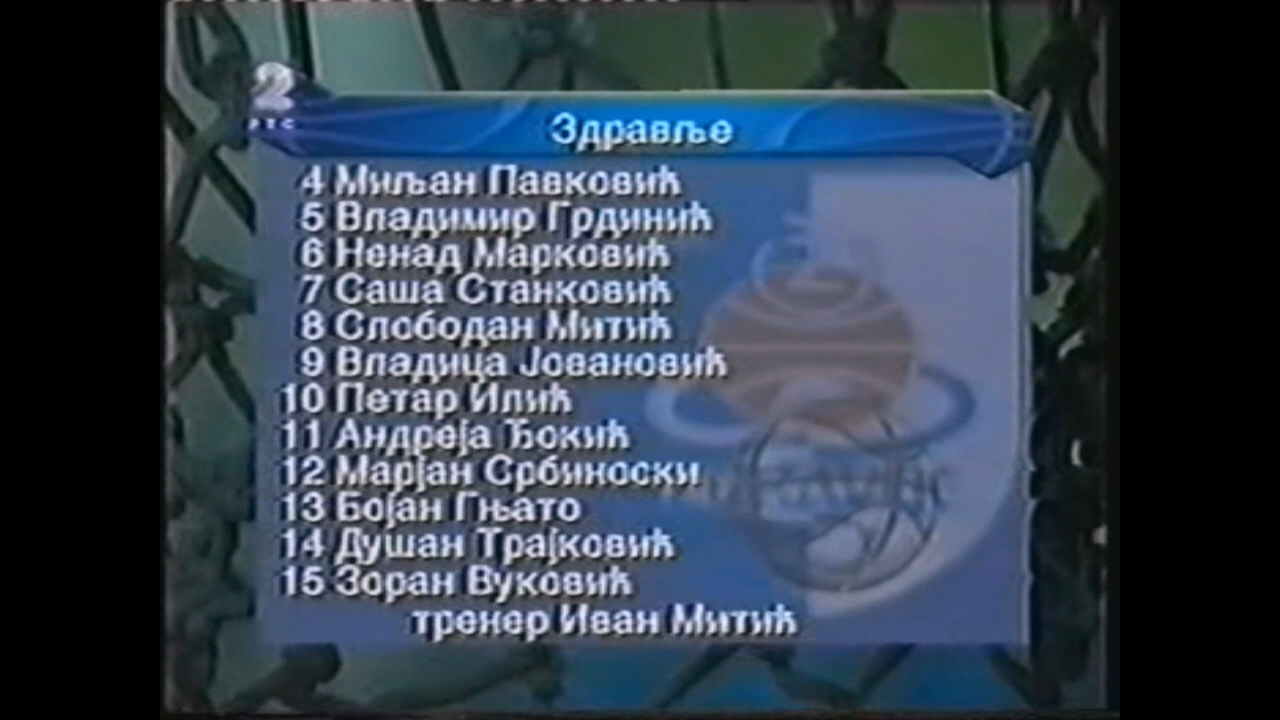 2
РТС
Здравље
4 Миљан Павковић
5 Владимир Грдинић
6 Ненад Марковић
7 Саша Станковић
8 Слободан Митић
9 Владица Јовановић
10 Петар Илић
11 Андреја Ђокић
12 Марјан Србиноски
13 Бојан Гњато
14 Душан Трајковић
15 Зоран Вуковић
тренер Иван Митић